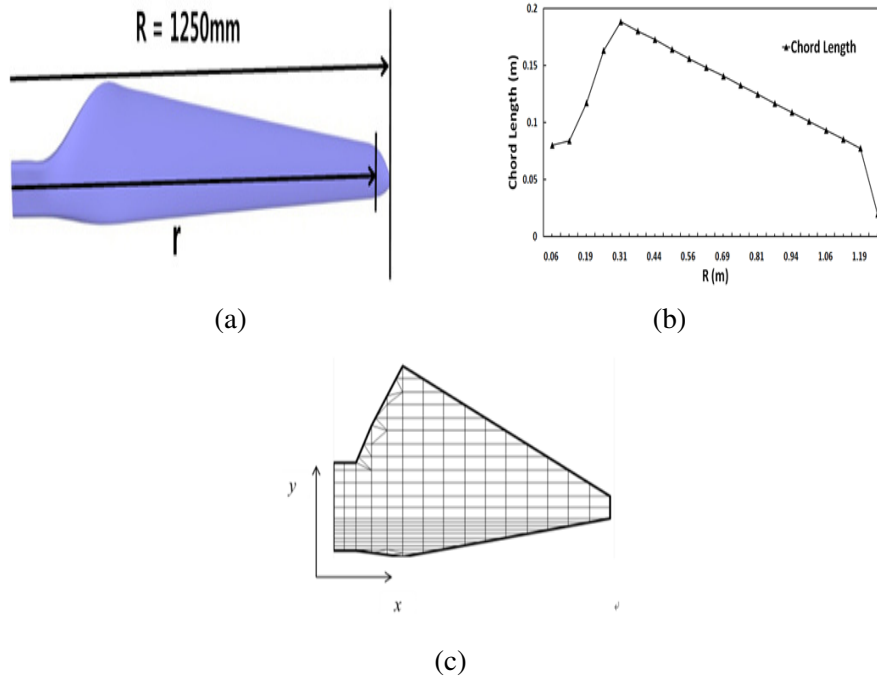 R = 1250mm
r
(a)
0.2
0.15
0.1
0.05
0
Chord Length (m)
Chord Length
0.06 0.19 0.31 0.44 0.56 0.69 0.81 0.94 1.06 1.19
R (m)
(b)
y
x
(c)